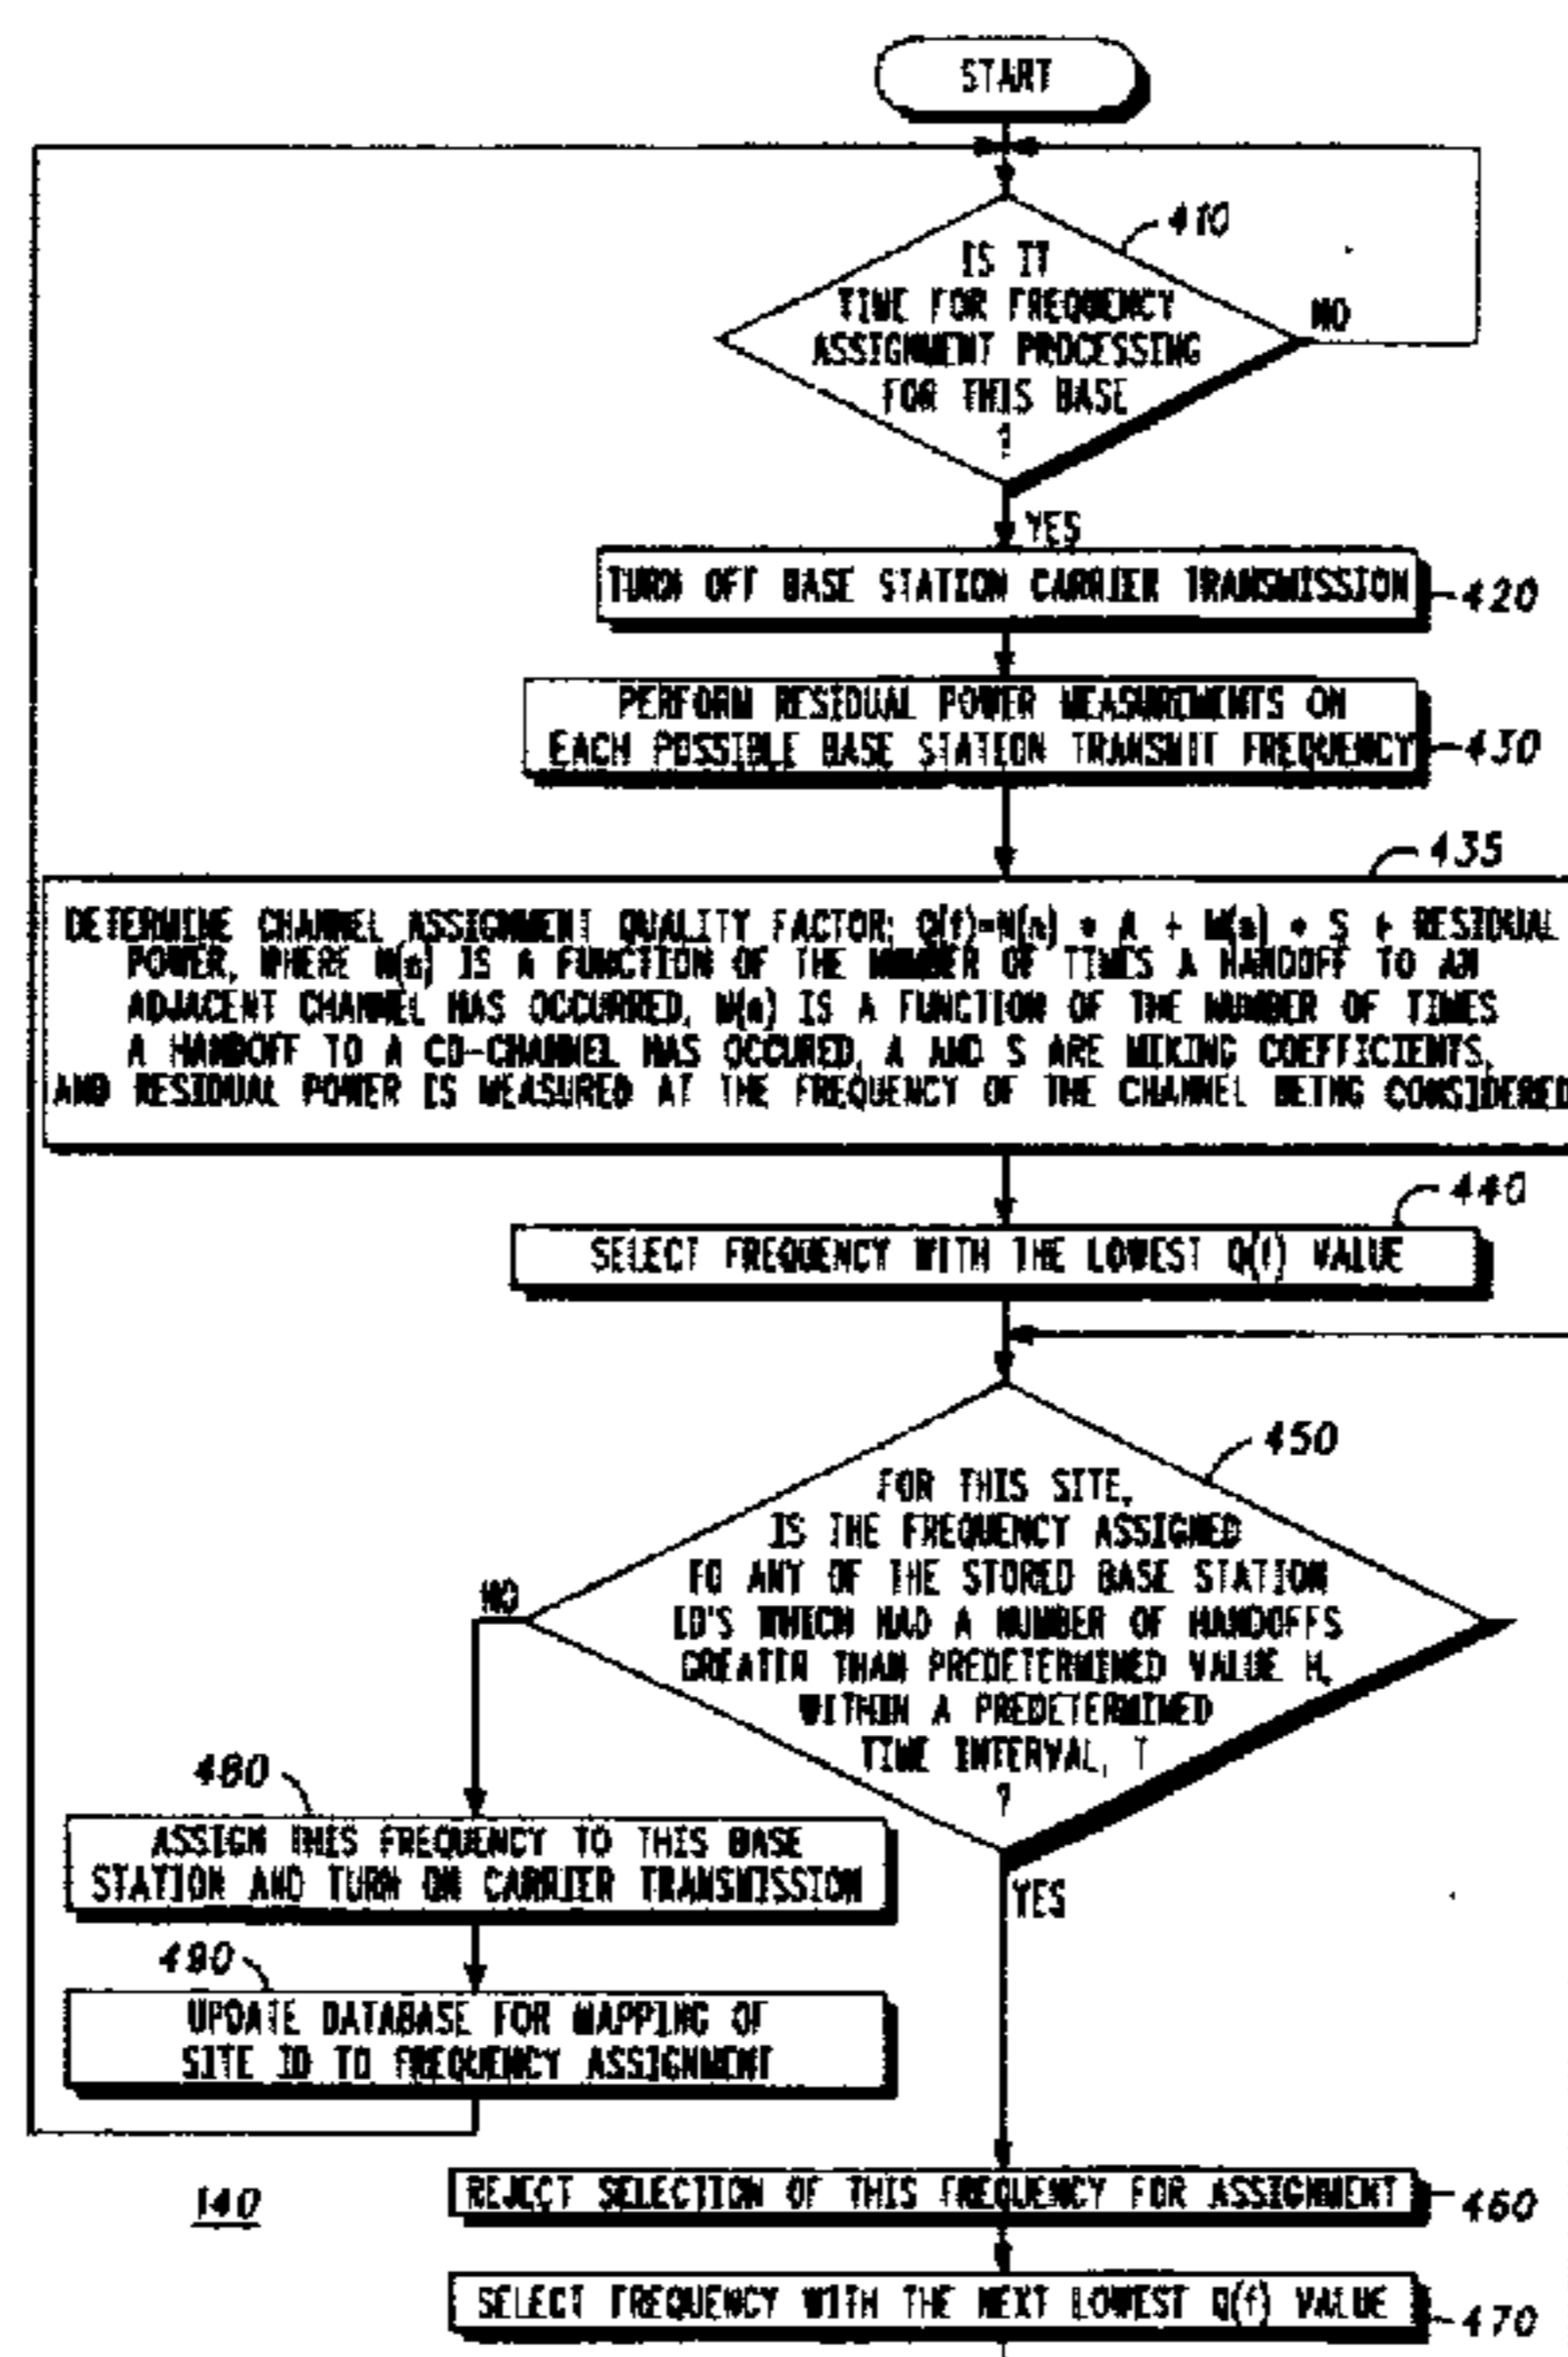 START
410
IS IT
TIME FOR FREQUENCY
ASSIGNMENT PROCESSING
FOR THIS BASE
?
NO
YES
TURN OFF BASE STATION CARRIER TRANSMISSION
420
PERFORM RESIDUAL POWER MEASUREMENTS ON
EACH POSSIBLE BASE STATION TRANSMIT FREQUENCY
430
435
DETERMINE CHANNEL ASSIGNMENT QUALITY FACTOR; A + S + RESIDUAL
POWER, WHERE IS A FUNCTION OF THE NUMBER OF TIMES A HANDOFF TO AN
ADJACENT CHANNEL HAS OCCURRED, IS A FUNCTION OF THE NUMBER OF TIMES
A HANDOFF TO A CO-CHANNEL HAS OCCURED, A AND S ARE MIXING COEFFICIENTS,
AND RESIDUAL POWER IS MEASURED AT THE FREQUENCY OF THE CHANNEL BEING CONSIDERED
440
SELECT FREQUENCY WITH THE LOWEST Q(f) VALUE
450
FOR THIS SITE,
IS THE FREQUENCY ASSIGNED
TO ANY OF THE STORED BASE STATION
ID'S WHICH HAD A NUMBER OF HANDOFFS
GREATER THAN PREDETERMINED VALUE H,
WITHIN A PREDETERMINED
TIME INTERVAL, T
?
NO
YES
480
ASSIGN THIS FREQUENCY TO THIS BASE
STATION AND TURN ON CARRIER TRANSMISSION
490
UPDATE DATABASE FOR MAPPING OF
SITE ID TO FREQUENCY ASSIGNMENT
140
REJECT SELECTION OF THIS FREQUENCY FOR ASSIGNMENT
460
SELECT FREQUENCY WITH THE NEXT LOWEST Q(f) VALUE
470